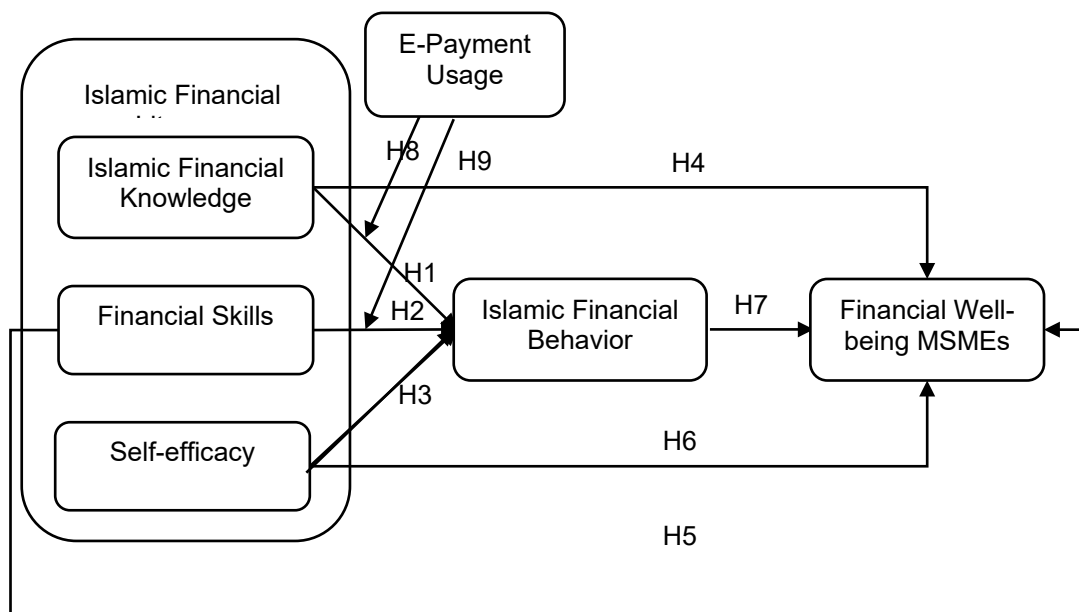 E-Payment
Usage
Islamic Financial
H8
H9
H4
Islamic Financial
Knowledge
H1
H2
Financial Skills
Islamic Financial
Behavior
H7
Financial Well-
being MSMEs
H3
Self-efficacy
H6
H5